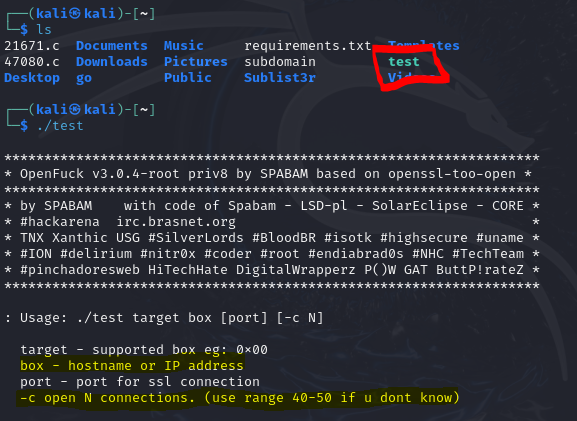 (kali㉿kali)-[~]
$ ls
21671.c Documents Music requirements.txt Templates
47080.c Downloads Pictures subdomain test
Desktop go Public Sublist3r Videos
(kali㉿kali)-[~]
$ ./test
*******************************************************************
* OpenFuck v3.0.4-root priv8 by SPABAM based on openssl-too-open *
*******************************************************************
* by SPABAM with code of Spabam - LSD-pl - SolarEclipse - CORE *
* #hackarena irc.brasnet.org *
* TNX Xanthic USG #SilverLords #BloodBR #isotk #highsecure #uname *
* #ION #delirium #nitr0x #coder #root #endiabrad0s #NHC #TechTeam *
* #pinchadoresweb HiTechHate DigitalWrapperz P()W GAT ButtP!rateZ *
*******************************************************************
: Usage: ./test target box [port] [-c N]
target - supported box eg: 0×00
box - hostname or IP address
port - port for ssl connection
-c open N connections. (use range 40-50 if u dont know)